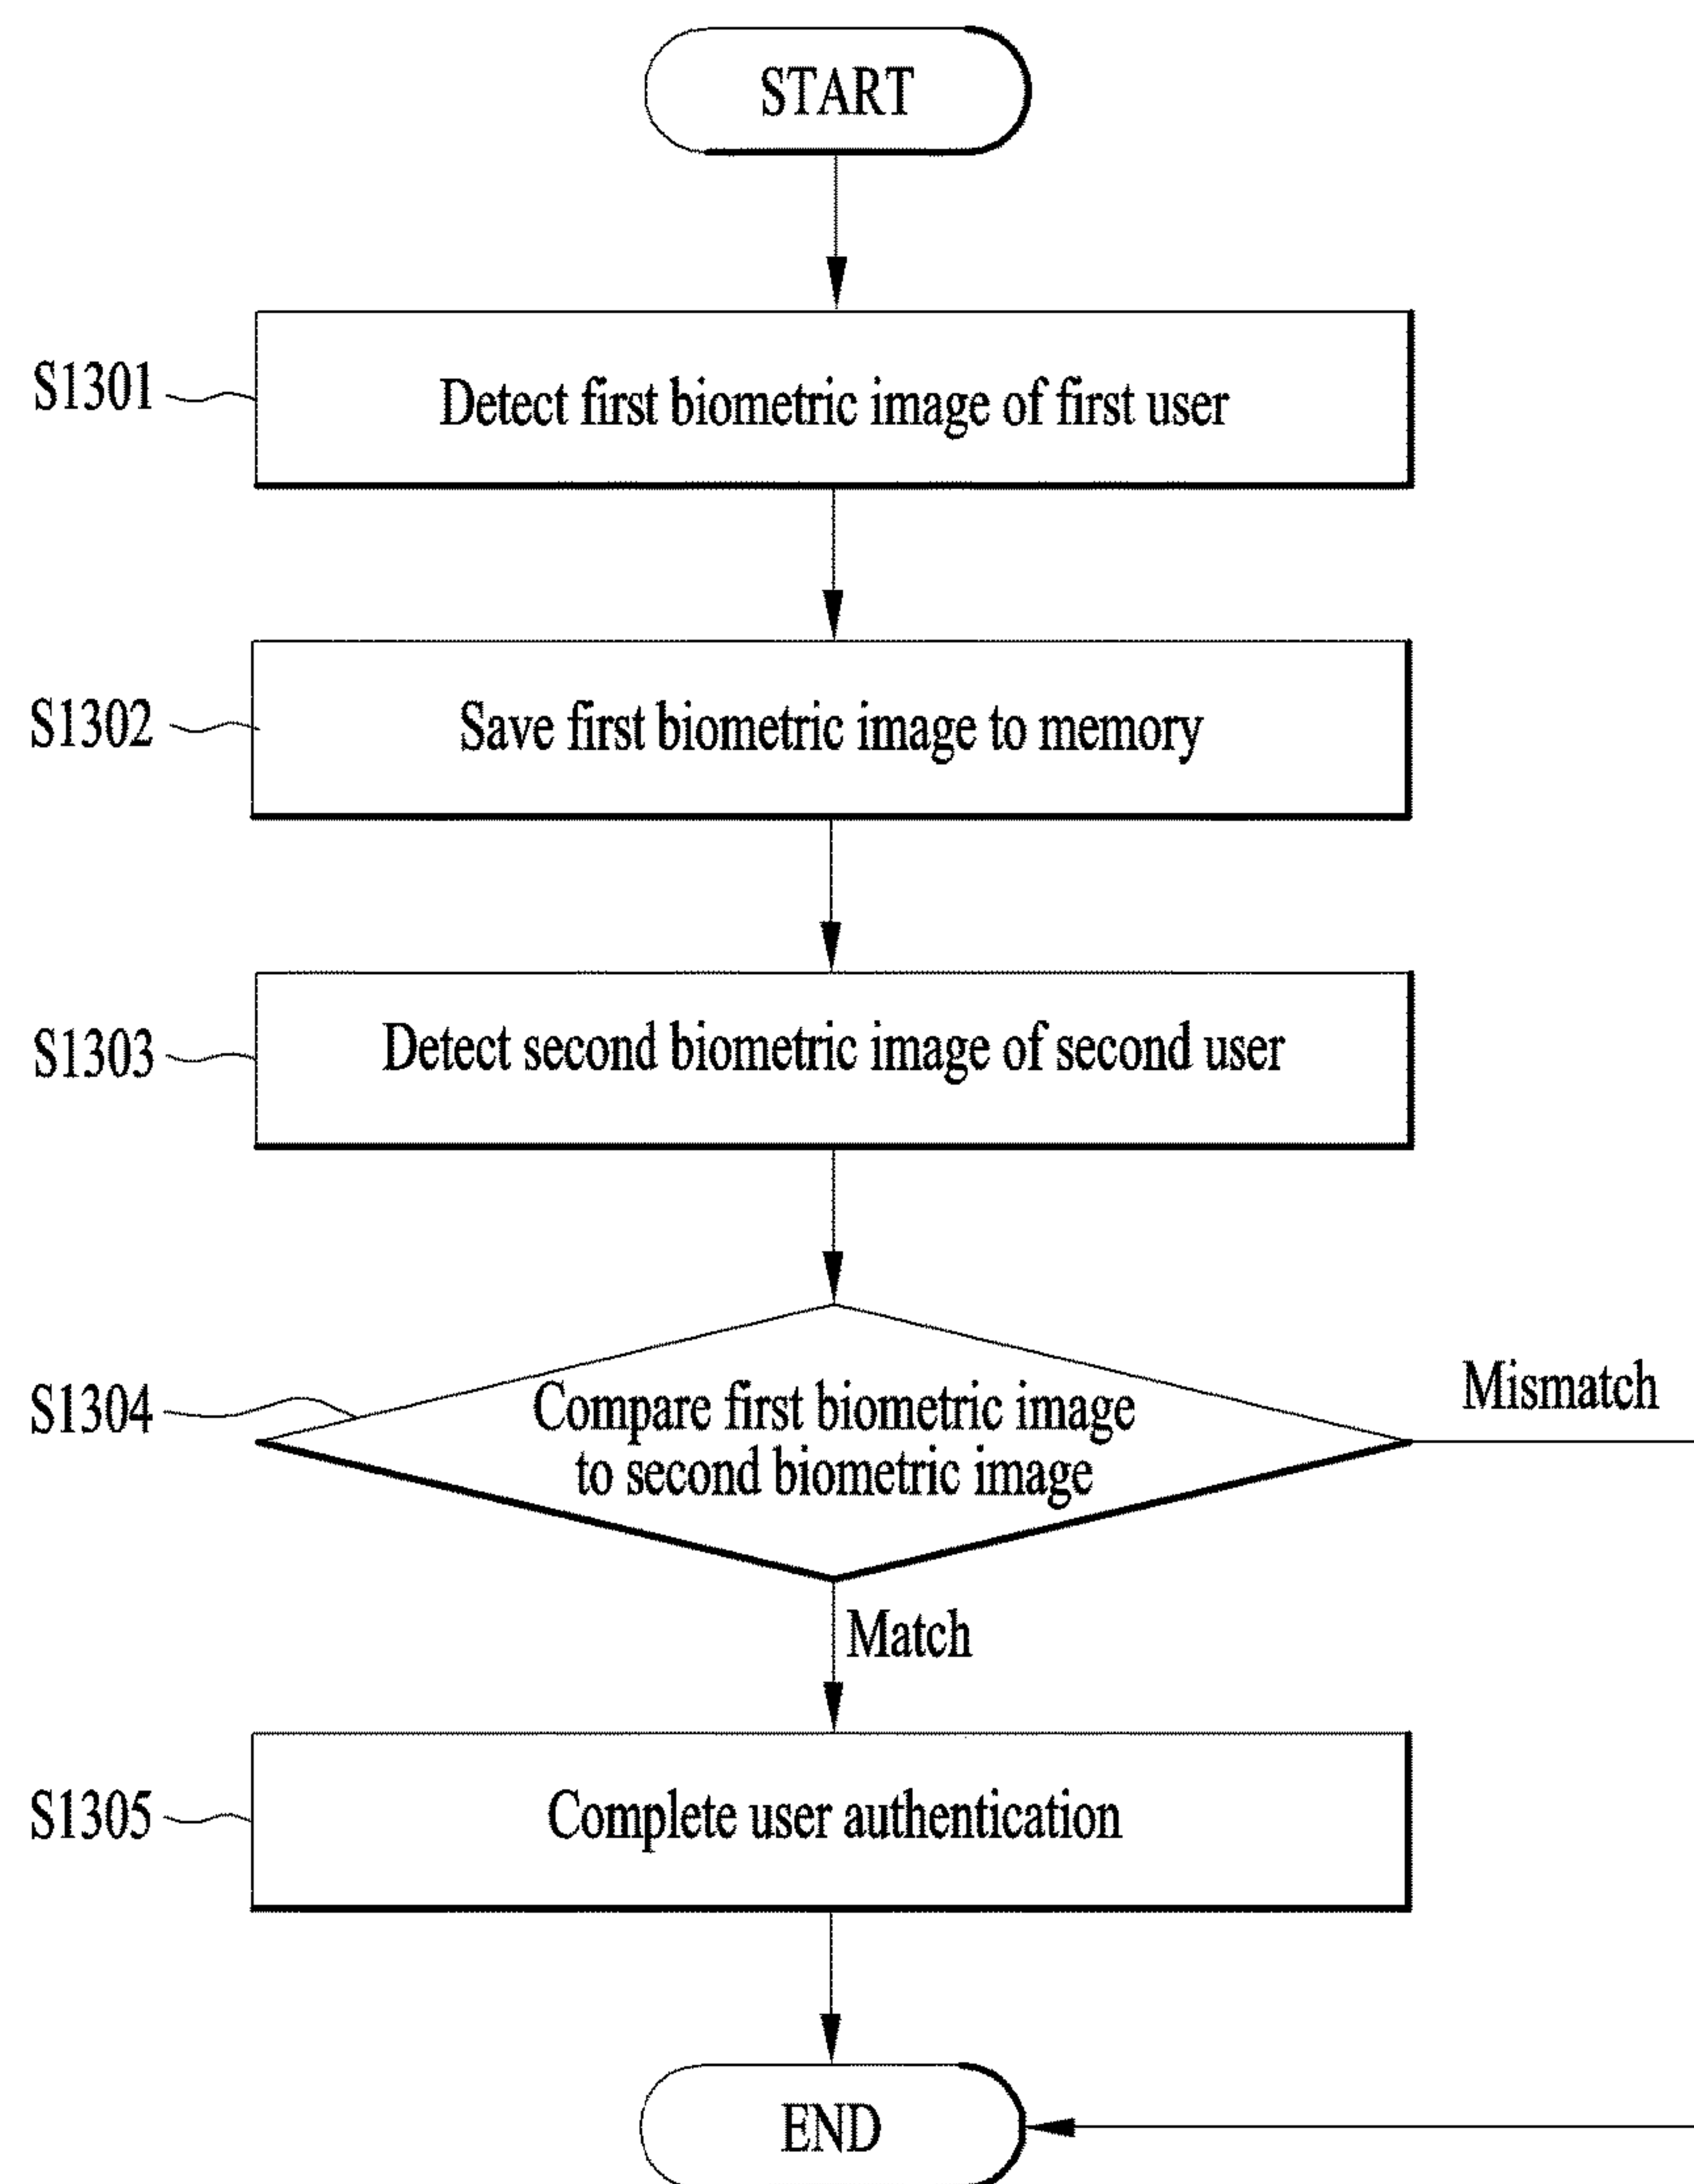 START
S1301
Detect first biometric image of first user
S1302
Save first biometric image to memory
S1303
Detect second biometric image of second user
S1304
Compare first biometric image
to second biometric image
Mismatch
Match
S1305
Complete user authentication
END